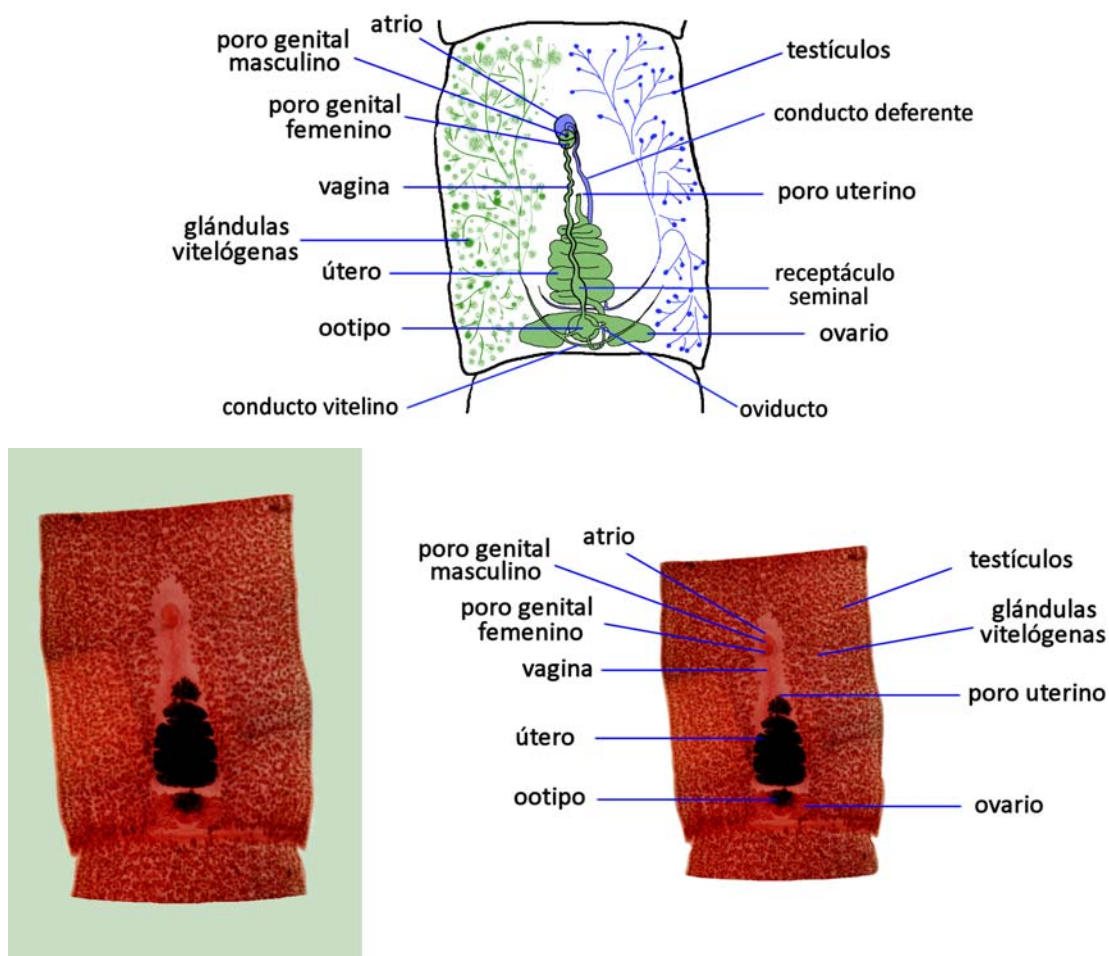 atrio
poro genital
masculino
poro genital
femenino
vagina
glándulas
vitelógenas
útero
ootipo
conducto vitelino
testículos
conducto deferente
poro uterino
receptáculo
seminal
ovario
oviducto
atrio
poro genital
masculino
poro genital
femenino
vagina
útero
ootipo
testículos
glándulas
vitelógenas
poro uterino
ovario